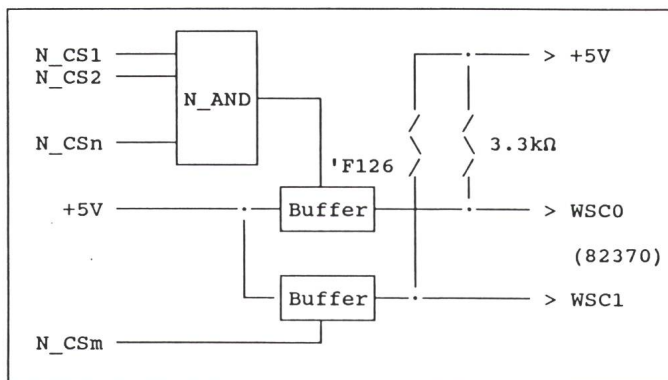 N_CS1
> +5V
N_CS2
N_AND
N_CSn
3.3kΩ
'F126
+5V
Buffer
> WSC0
(82370)
Buffer
> WSC1
N_CSm